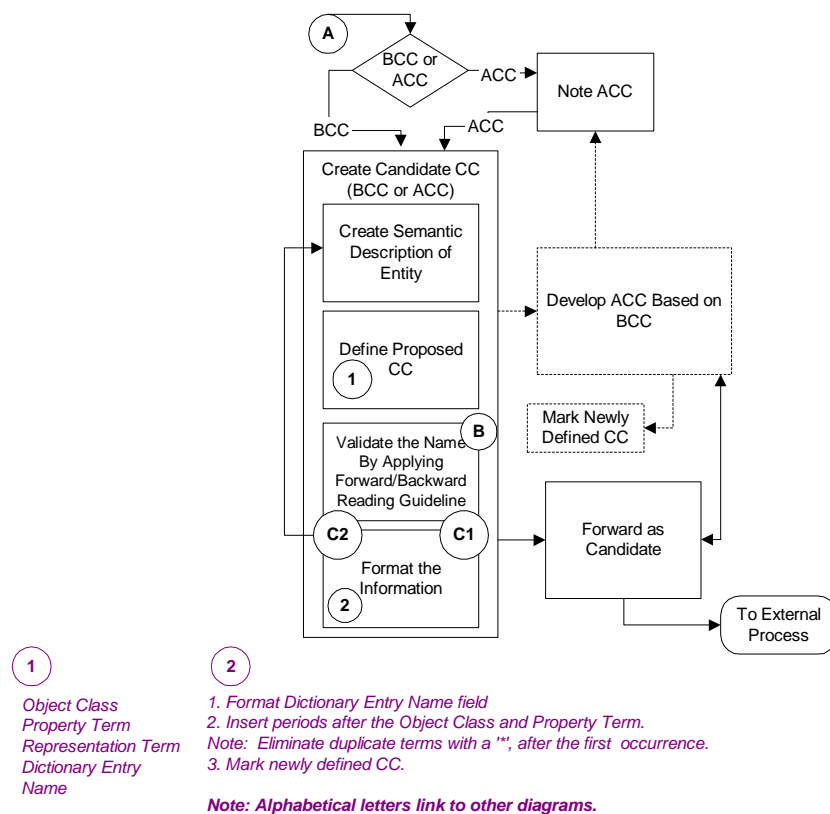 A
BCC or
ACC
ACC
Note ACC
BCC
ACC
Create Candidate CC
(BCC or ACC)
Create Semantic
Description of
Entity
Develop ACC Based on
BCC
Define Proposed
CC
1
Mark Newly
Defined CC
B
Validate the Name
By Applying
Forward/Backward
Reading Guideline
C2
C1
Forward as
Candidate
Format the
Information
2
To External
Process
1
Object Class
Property Term
Representation Term
Dictionary Entry
Name
2
1. Format Dictionary Entry Name field
2. Insert periods after the Object Class and Property Term.
Note:  Eliminate duplicate terms with a '*', after the first  occurrence.
3. Mark newly defined CC.
Note: Alphabetical letters link to other diagrams.